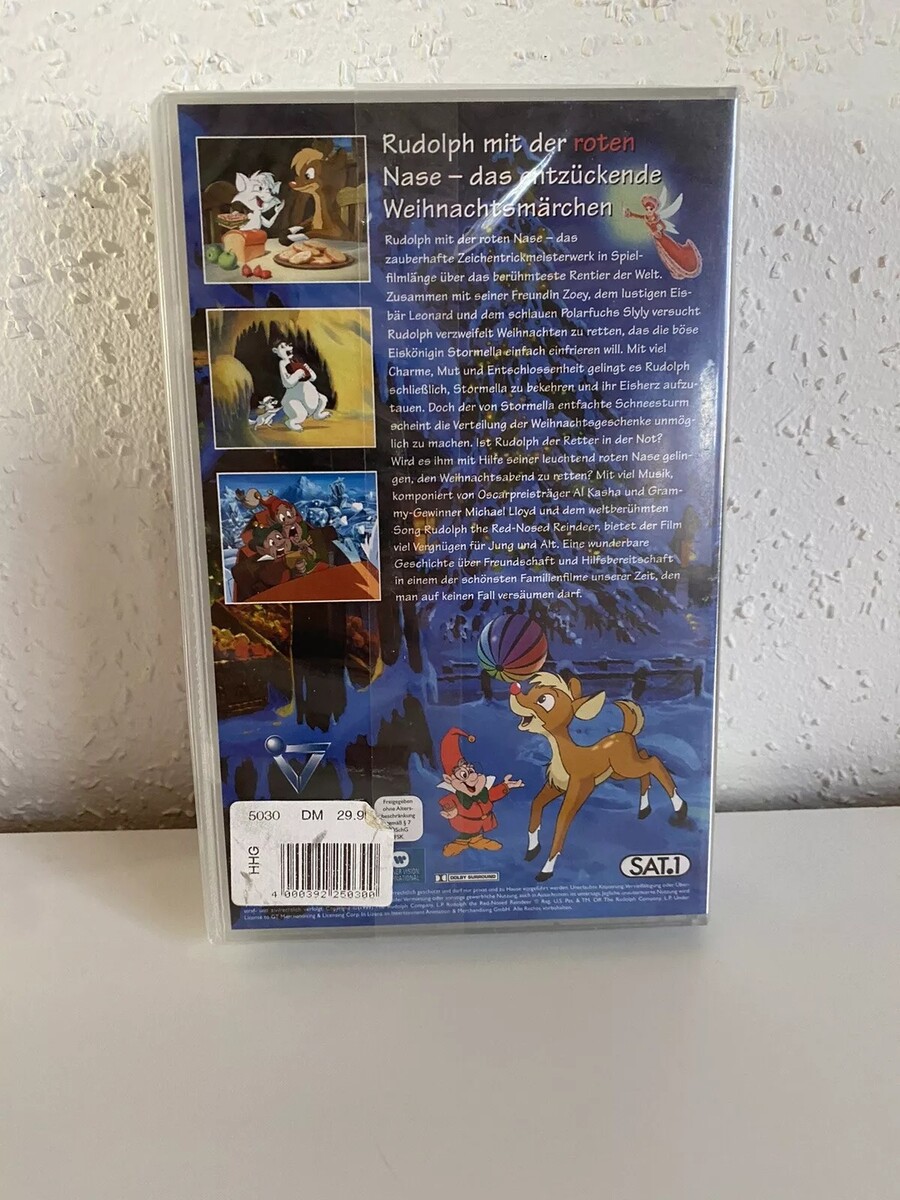 Rudolph mit der roten
Nase – das entzückende
Weihnachtsmärchen
Rudolph mit der roten Nase – das
zauberhafte Zeichentrickmeisterwerk in Spiel-
filmlänge über das berühmteste Rentier der Welt.
Zusammen mit seiner Freundin Zoey, dem lustigen Eis-
bär Leonard und dem schlauen Polarfuchs Slyly versucht
Rudolph verzweifelt Weihnachten zu retten, das die böse
Eiskönigin Stormella einfach einfrieren will. Mit viel
Charme, Mut und Entschlossenheit gelingt es Rudolph
schließlich, Stormella zu bekehren und ihr Eisherz aufzu-
tauen. Doch der von Stormella entfachte Schneesturm
scheint die Verteilung der Weihnachtsgeschenke unmög-
lich zu machen. Ist Rudolph der Retter in der Not?
Wird es ihm mit Hilfe seiner leuchtend roten Nase gelin-
gen, den Weihnachtsabend zu retten? Mit viel Musik,
komponiert von Oscarpreisträger Al Kasha und Gram-
my-Gewinner Michael Lloyd und dem weltberühmten
Song Rudolph the Red-Nosed Reindeer, bietet der Film
viel Vergnügen für Jung und Alt. Eine wunderbare
Geschichte über Freundschaft und Hilfsbereitschaft
in einem der schönsten Familienfilme unserer Zeit, den
man auf keinen Fall versäumen darf.
5030 DM 29.9
HHG
4 000392 250300
Freigegeben
ohne Alters-
beschränkung
gemäß § 7
FSK
DOLBY SURROUND
SAT.1